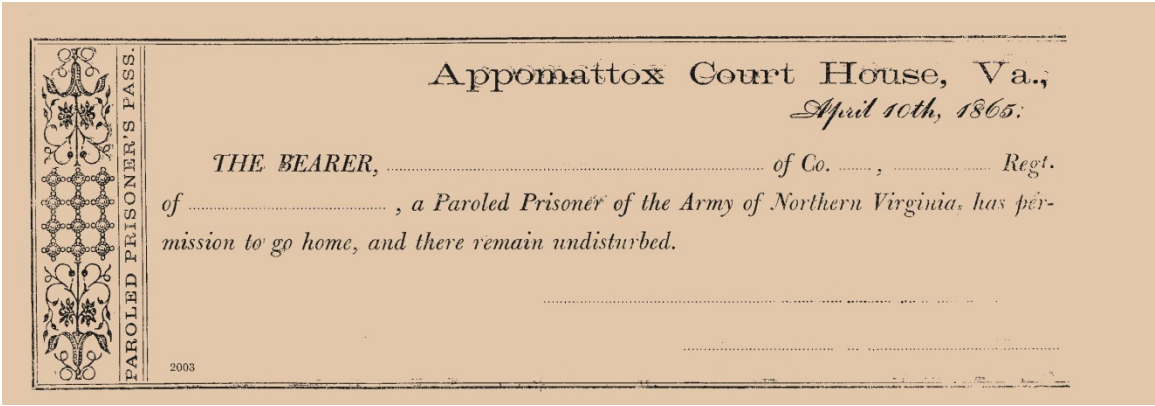 PAROLED PRISONER'S PASS.
Appomattox Court House, Va.,
April 10th, 1865.
THE BEARER, ........................ of Co. ......, .................. Regt.
of ........................, a Paroled Prisoner of the Army of Northern Virginia, has per-
mission to go home, and there remain undisturbed.
2003